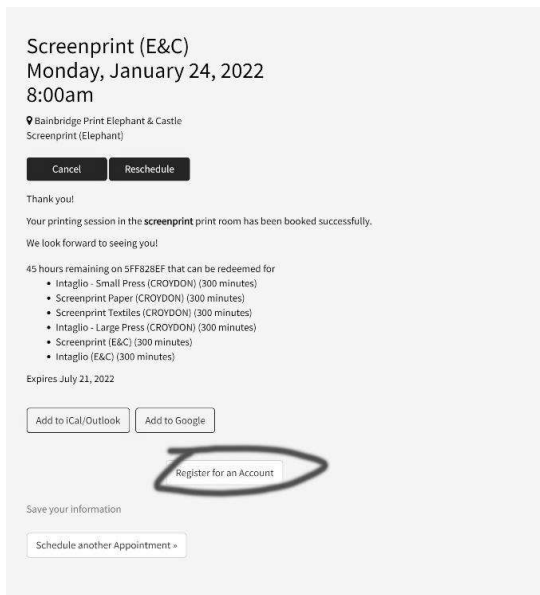 Screenprint (E&C)
Monday, January 24, 2022
8:00am
Bainbridge Print Elephant & Castle
Screenprint (Elephant)
Cancel
Reschedule
Thank you!
Your printing session in the screenprint print room has been booked successfully.
We look forward to seeing you!
45 hours remaining on 5FF828EF that can be redeemed for
• Intaglio - Small Press (CROYDON) (300 minutes)
• Screenprint Paper (CROYDON) (300 minutes)
• Screenprint Textiles (CROYDON) (300 minutes)
• Intaglio - Large Press (CROYDON) (300 minutes)
• Screenprint (E&C) (300 minutes)
• Intaglio (E&C) (300 minutes)
Expires July 21, 2022
Add to iCal/Outlook
Add to Google
Register for an Account
Save your information
Schedule another Appointment »